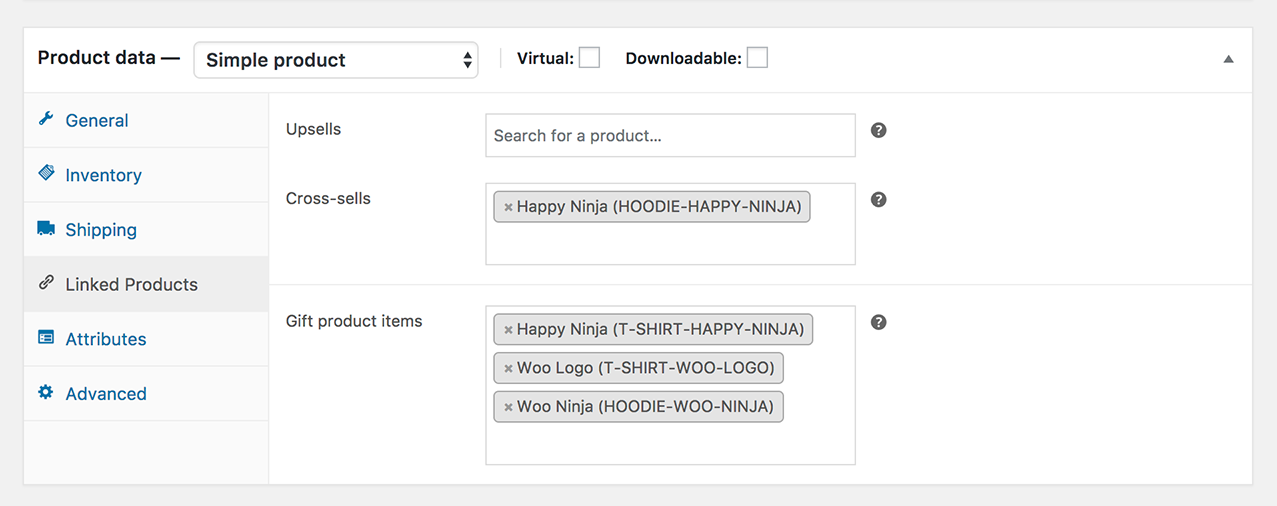 Product data — Simple product Virtual: Downloadable:
General
Inventory
Shipping
Linked Products
Attributes
Advanced
Upsells Search for a product... ?
Cross-sells × Happy Ninja (HOODIE-HAPPY-NINJA) ?
Gift product items × Happy Ninja (T-SHIRT-HAPPY-NINJA) ?
× Woo Logo (T-SHIRT-WOO-LOGO)
× Woo Ninja (HOODIE-WOO-NINJA)